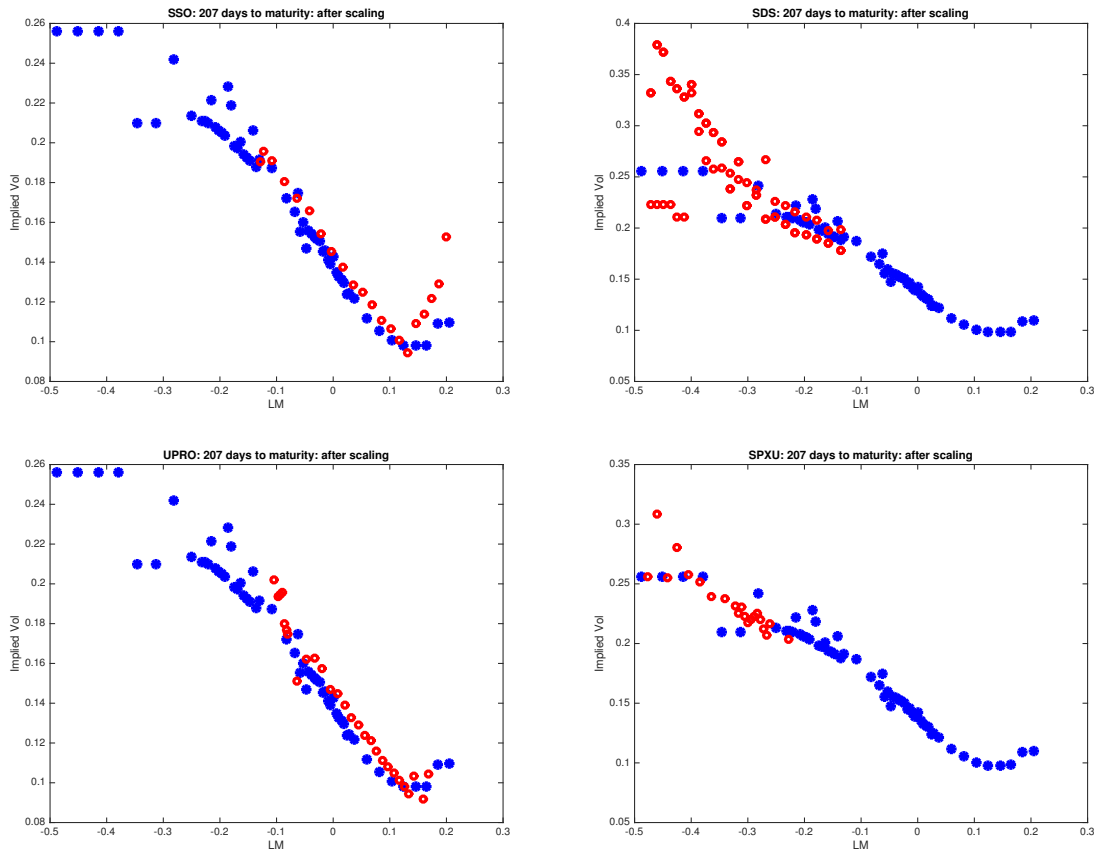 SSO: 207 days to maturity: after scaling
0.26
0.24
0.22
0.2
0.18
0.16
0.14
0.12
0.1
0.08
Implied Vol
-0.5 -0.4 -0.3 -0.2 -0.1 0 0.1 0.2 0.3
LM
SDS: 207 days to maturity: after scaling
0.4
0.35
0.3
0.25
0.2
0.15
0.1
0.05
Implied Vol
-0.5 -0.4 -0.3 -0.2 -0.1 0 0.1 0.2 0.3
LM
UPRO: 207 days to maturity: after scaling
0.26
0.24
0.22
0.2
0.18
0.16
0.14
0.12
0.1
0.08
Implied Vol
-0.5 -0.4 -0.3 -0.2 -0.1 0 0.1 0.2 0.3
LM
SPXU: 207 days to maturity: after scaling
0.35
0.3
0.25
0.2
0.15
0.1
0.05
Implied Vol
-0.5 -0.4 -0.3 -0.2 -0.1 0 0.1 0.2 0.3
LM